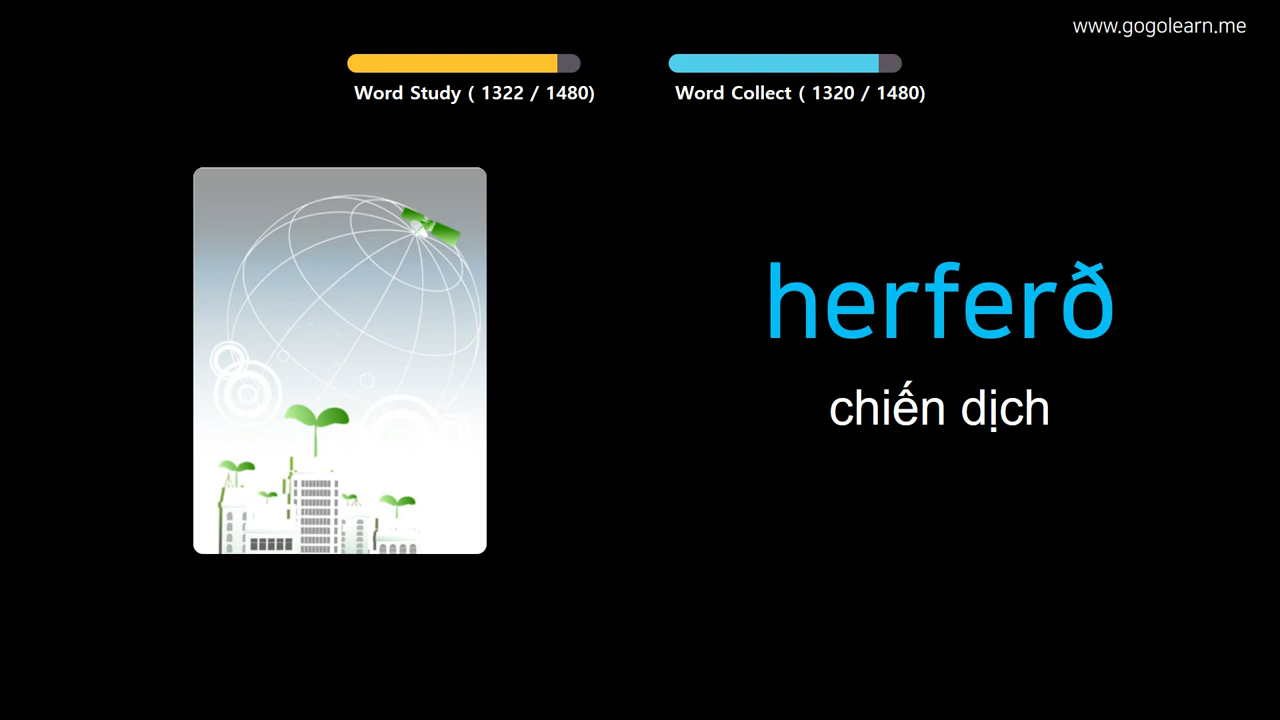 www.gogolearn.me
Word Study ( 1322 / 1480)
Word Collect ( 1320 / 1480)
herferð
chiến dịch